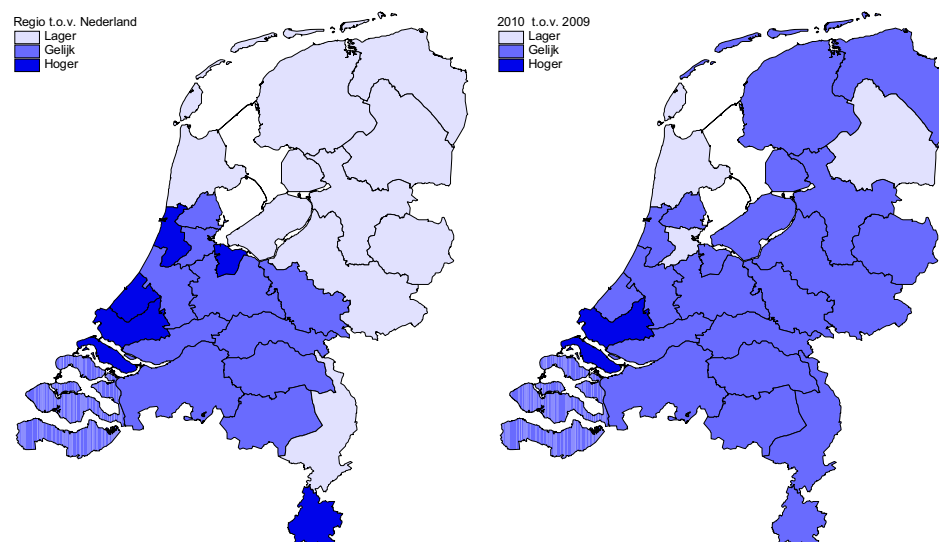 Regio t.o.v. Nederland
Lager
Gelijk
Hoger
2010 t.o.v. 2009
Lager
Gelijk
Hoger